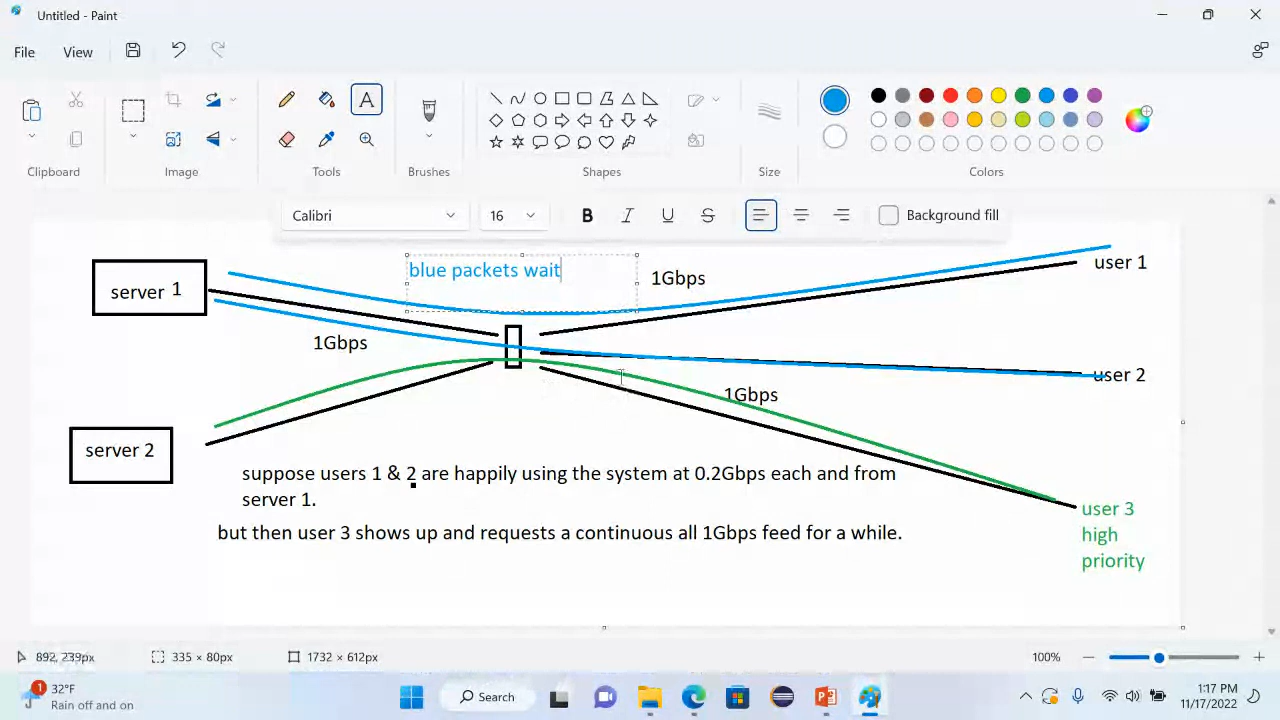 Untitled - Paint
File
View
Clipboard
Image
Tools
Brushes
Shapes
Size
Colors
Calibri
16
B
I
U
S
Background fill
blue packets wait
1Gbps
user 1
server 1
1Gbps
user 2
1Gbps
server 2
suppose users 1 & 2 are happily using the system at 0.2Gbps each and from
server 1.
user 3
high
priority
but then user 3 shows up and requests a continuous all 1Gbps feed for a while.
892, 239px
335 × 80px
1732 × 612px
100%
1
32°F
Rain off and on
Search
1:17 PM
11/17/2022